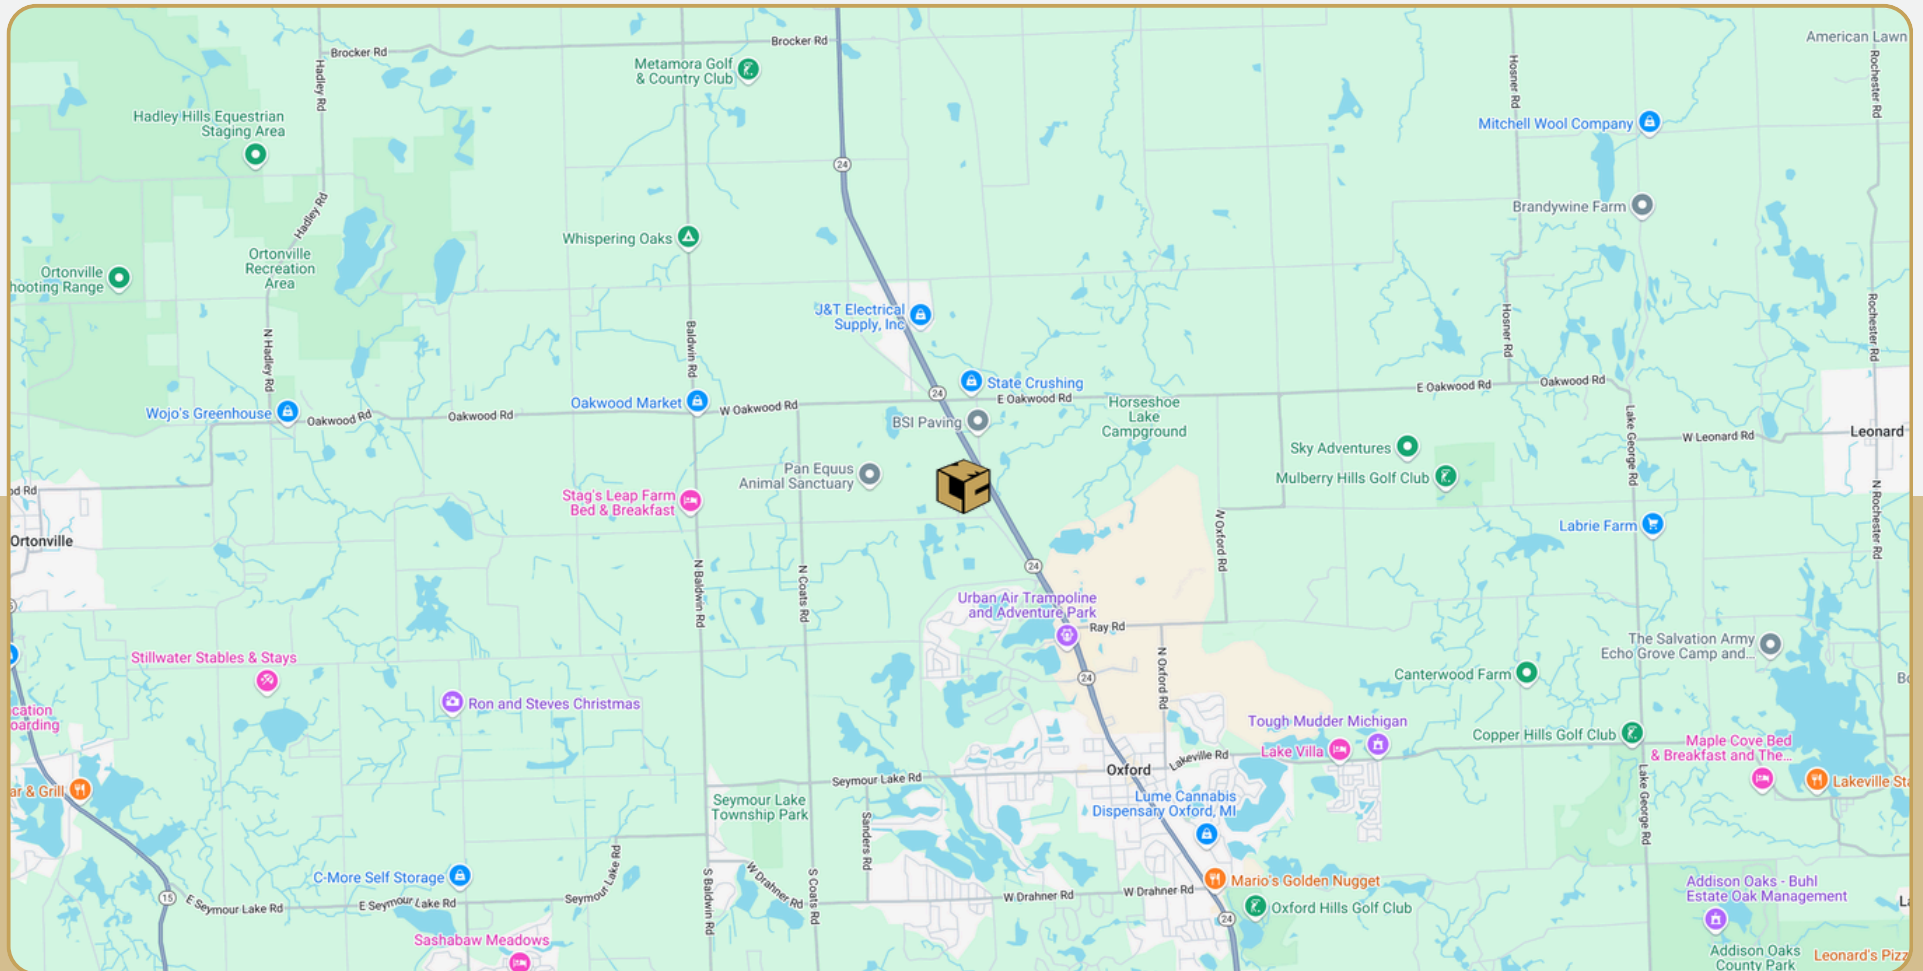 American Lawn
Brocker Rd
Brocker Rd
Metamora Golf
& Country Club
Hadley Rd
Hosner Rd
Rochester Rd
Hadley Hills Equestrian
Staging Area
Mitchell Wool Company
24
Hadley Rd
Brandywine Farm
Whispering Oaks
Ortonville
Recreation
Area
Ortonville
hooting Range
J&T Electrical
Supply, Inc
N Hadley Rd
Baldwin Rd
Hosner Rd
Rochester Rd
State Crushing
24
E Oakwood Rd
Oakwood Rd
E Oakwood Rd
Oakwood Market
W Oakwood Rd
Wojo's Greenhouse
Oakwood Rd
Oakwood Rd
Horseshoe
Lake
Campground
BSI Paving
Lake George Rd
W Leonard Rd
Leonard
Sky Adventures
Mulberry Hills Golf Club
Pan Equus
Animal Sanctuary
od Rd
Stag's Leap Farm
Bed & Breakfast
N Oxford Rd
N Rochester Rd
Labrie Farm
Ortonville
24
N Baldwin Rd
N Coats Rd
Urban Air Trampoline
and Adventure Park
Ray Rd
The Salvation Army
Echo Grove Camp and...
Stillwater Stables & Stays
N Oxford Rd
24
Canterwood Farm
Ron and Steves Christmas
cation
oarding
Tough Mudder Michigan
Lake Villa
Copper Hills Golf Club
Maple Cove Bed
& Breakfast and The...
Lakeville Rd
Oxford
Seymour Lake Rd
Lakeville Sta
ar & Grill
Lume Cannabis
Dispensary Oxford, MI
Seymour Lake
Township Park
Sanders Rd
Lake George Rd
C-More Self Storage
Seymour Lake Rd
W Drahner Rd
S Baldwin Rd
S Coats Rd
W Drahner Rd
W Drahner Rd
Mario's Golden Nugget
Addison Oaks - Buhl
Estate Oak Management
15
E Seymour Lake Rd
E Seymour Lake Rd
24
Oxford Hills Golf Club
Sashabaw Meadows
Addison Oaks
County Park
Leonard's Pizz